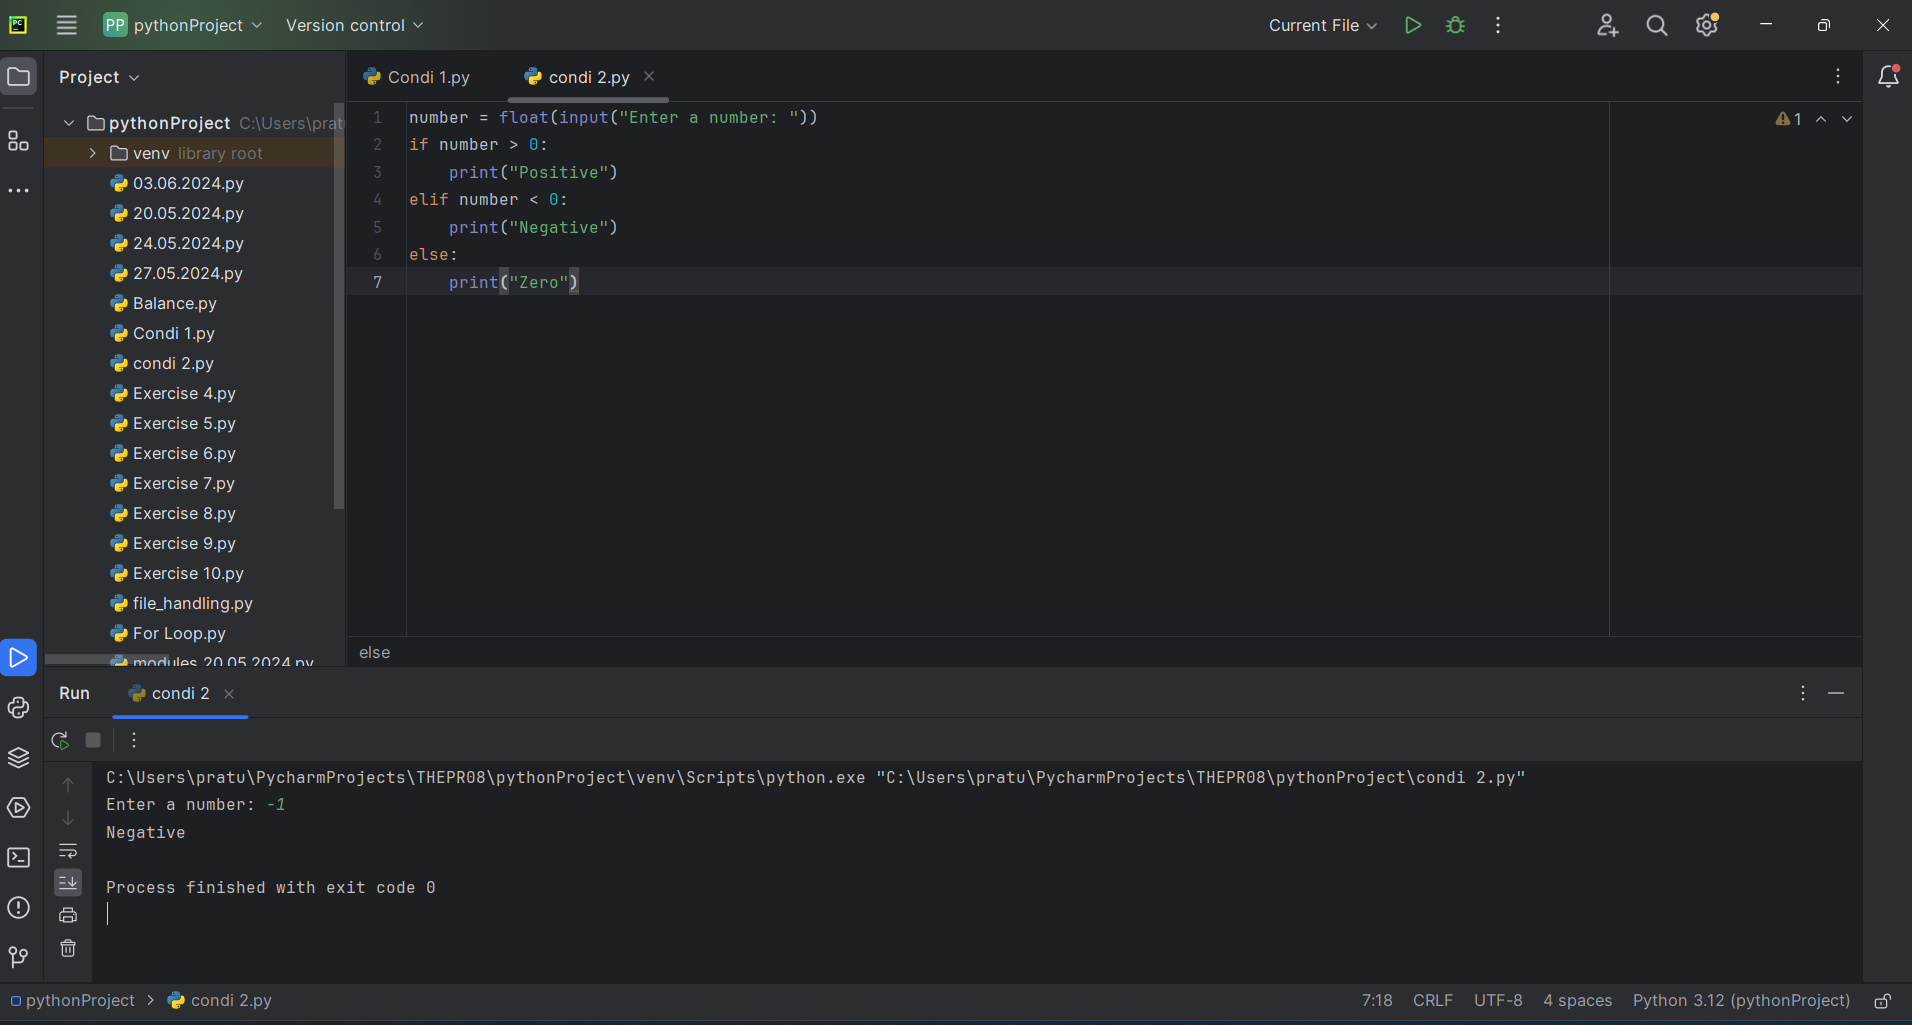 PC PP pythonProject Version control Current File
Project
Condi 1.py condi 2.py
pythonProject C:\Users\prat
venv library root
03.06.2024.py
20.05.2024.py
24.05.2024.py
27.05.2024.py
Balance.py
Condi 1.py
condi 2.py
Exercise 4.py
Exercise 5.py
Exercise 6.py
Exercise 7.py
Exercise 8.py
Exercise 9.py
Exercise 10.py
file_handling.py
For Loop.py
modules 20.05.2024.py
1 number = float(input("Enter a number: "))
2 if number > 0:
3 print("Positive")
4 elif number < 0:
5 print("Negative")
6 else:
7 print("Zero")
1
else
Run condi 2
C:\Users\pratu\PycharmProjects\THEPR08\pythonProject\venv\Scripts\python.exe "C:\Users\pratu\PycharmProjects\THEPR08\pythonProject\condi 2.py"
Enter a number: -1
Negative
Process finished with exit code 0
pythonProject > condi 2.py 7:18 CRLF UTF-8 4 spaces Python 3.12 (pythonProject)